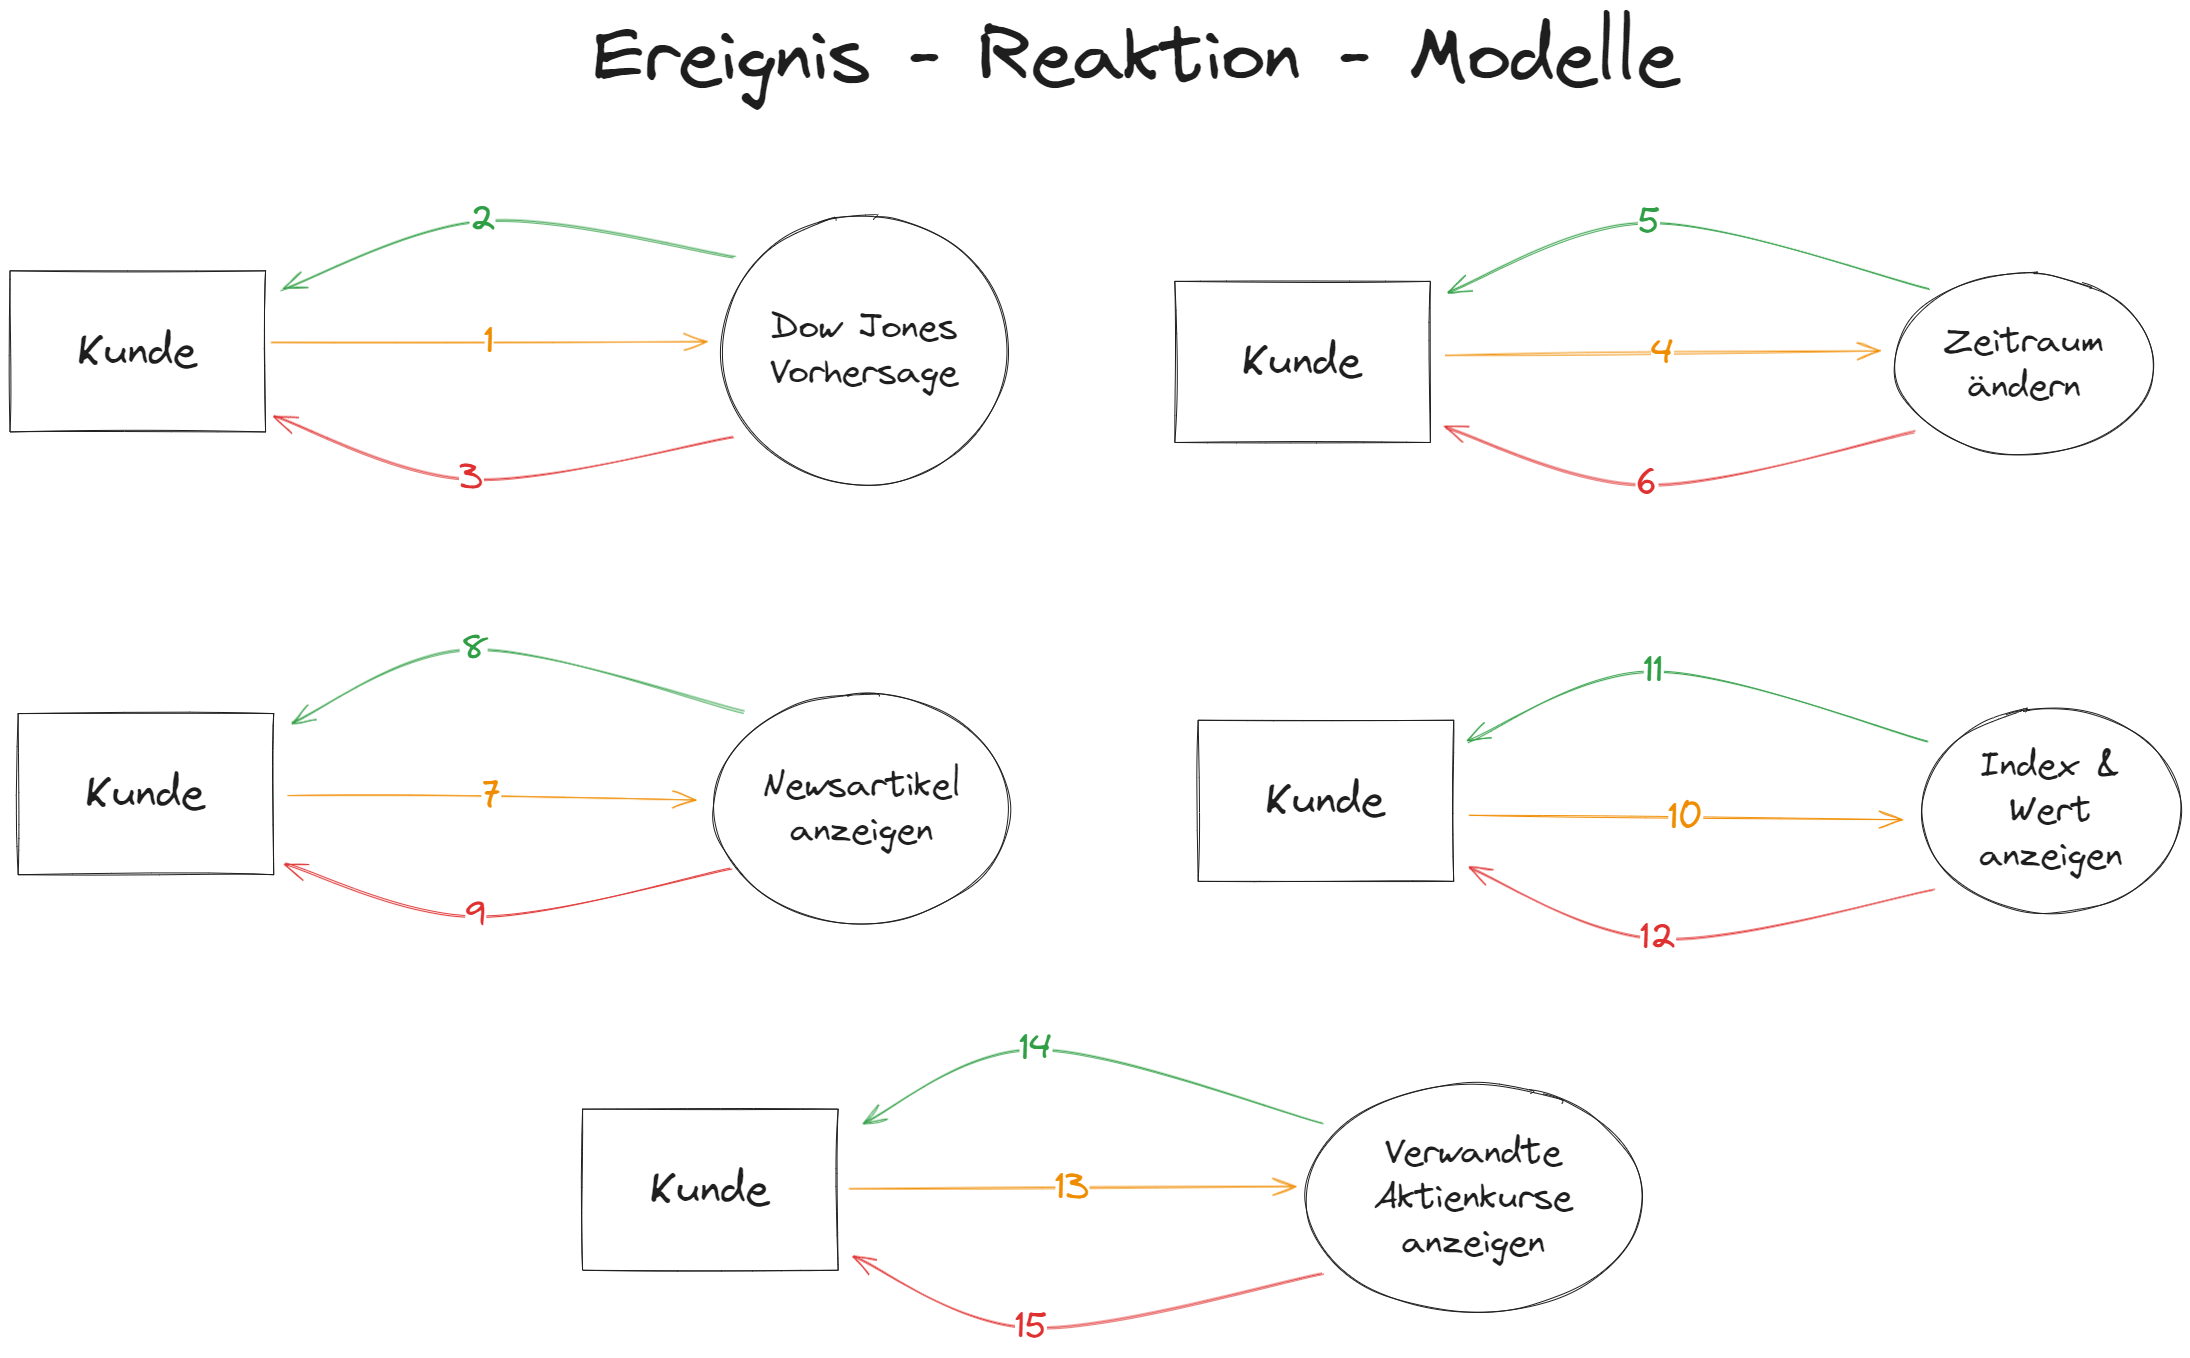 Ereignis - Reaktion - Modelle
2
Kunde
1
Dow Jones
Vorhersage
3
5
Kunde
4
Zeitraum
ändern
6
8
Kunde
7
Newsartikel
anzeigen
9
11
Kunde
10
Index &
Wert
anzeigen
12
14
Kunde
13
Verwandte
Aktienkurse
anzeigen
15